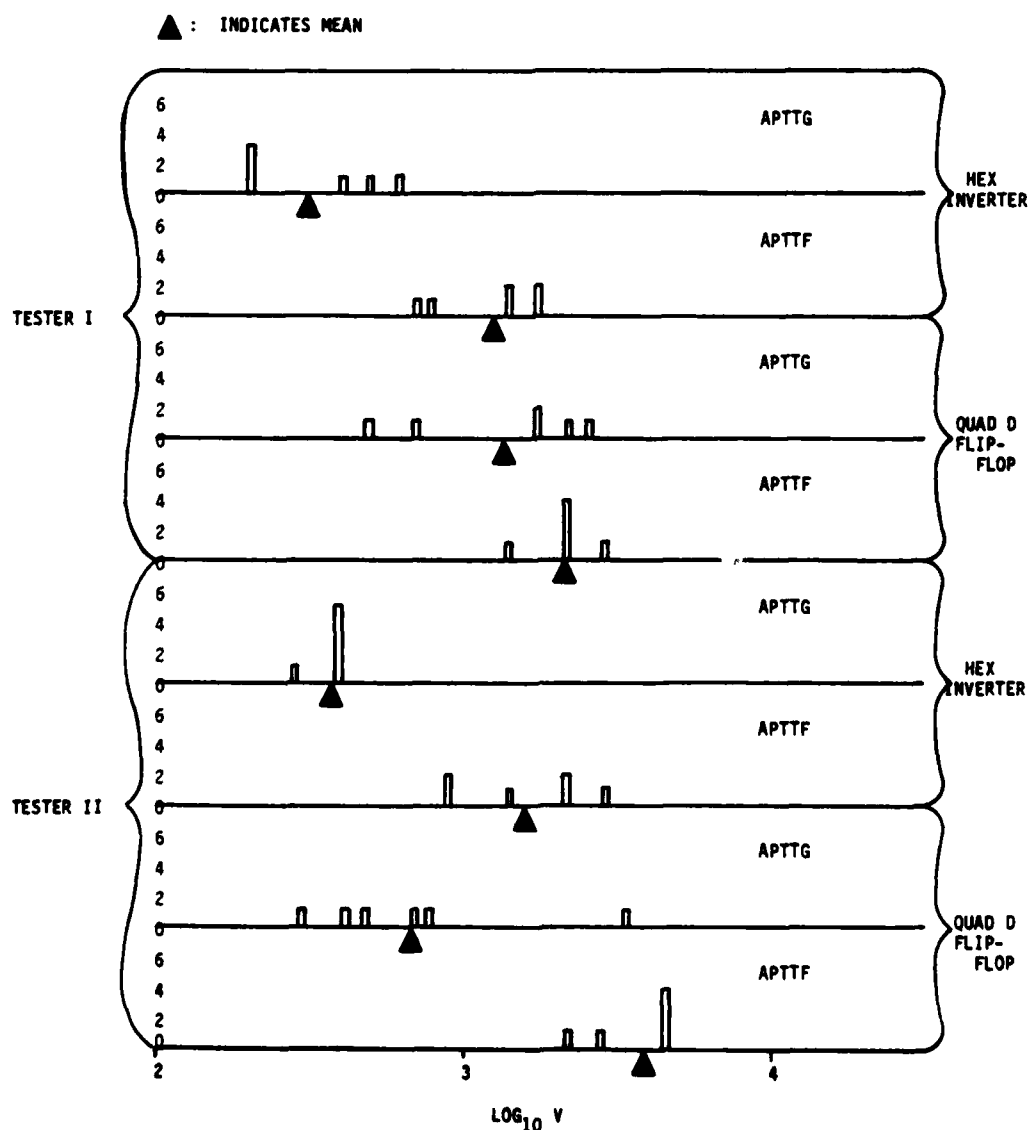 ▲ : INDICATES MEAN
6
4
2
0
APTTG
HEX
INVERTER
6
4
2
0
APTTF
TESTER I
6
4
2
0
APTTG
QUAD D
FLIP-
FLOP
6
4
2
0
APTTF
6
4
2
0
APTTG
HEX
INVERTER
6
4
2
0
APTTF
TESTER II
6
4
2
0
APTTG
QUAD D
FLIP-
FLOP
6
4
2
0
APTTF
2 3 4
LOG10 V